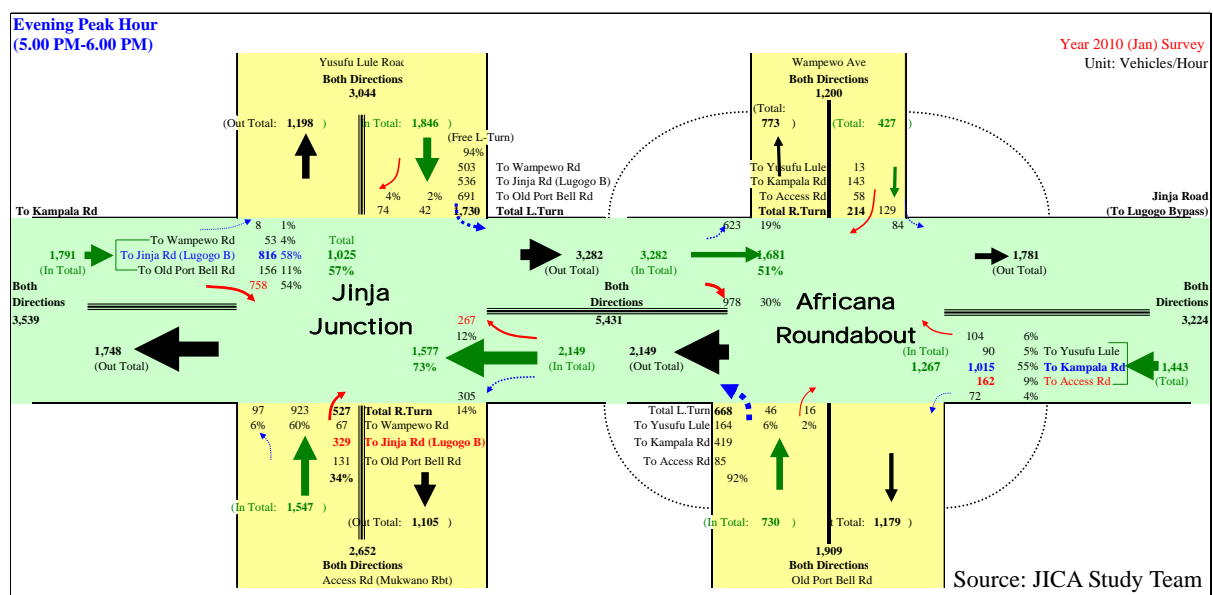 Evening Peak Hour
(5.00 PM-6.00 PM)
Year 2010 (Jan) Survey
Unit: Vehicles/Hour
Yusufu Lule Road
Both Directions
3,044
Wampewo Ave
Both Directions
1,200
(Out Total: 1,198 )
In Total: 1,846 )
(Free L-Turn)
94%
503 To Wampewo Rd
536 To Jinja Rd (Lugogo B)
691 To Old Port Bell Rd
1,730 Total L.Turn
4% 2%
74 42
(Total:
773 )
(Total: 427 )
To Yusufu Lule 13
To Kampala Rd 143
To Access Rd 58
Total R.Turn 214 129
84
Jinja Road
(To Lugogo Bypass)
To Kampala Rd
8 1%
To Wampewo Rd 53 4%
To Jinja Rd (Lugogo B) 816 58%
To Old Port Bell Rd 156 11%
758 54%
1,791
(In Total)
Total
1,025
57%
3,282
(Out Total)
3,282
(In Total)
623 19%
1,681
51%
1,781
(Out Total)
Both
Directions
3,539
Jinja
Junction
Both
Directions
5,431
978 30%
Africana
Roundabout
Both
Directions
3,224
267
12%
1,748
(Out Total)
1,577
73%
2,149
(In Total)
2,149
(Out Total)
(In Total)
1,267
104 6%
90 5% To Yusufu Lule
1,015 55% To Kampala Rd
162 9% To Access Rd
72 4%
1,443
(Total)
305
14%
97 923 527 Total R.Turn
6% 60% 67 To Wampewo Rd
329 To Jinja Rd (Lugogo B)
131 To Old Port Bell Rd
34%
Total L.Turn 668 46 16
To Yusufu Lule 164 6% 2%
To Kampala Rd 419
To Access Rd 85
92%
(In Total: 1,547 )
(Out Total: 1,105 )
(In Total: 730 )
t Total: 1,179 )
2,652
Both Directions
Access Rd (Mukwano Rbt)
1,909
Both Directions
Old Port Bell Rd
Source: JICA Study Team